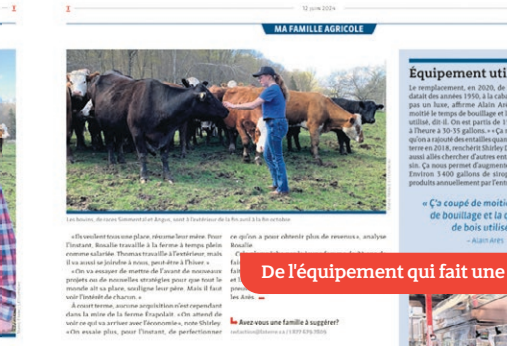 12 juin 2024
MA FAMILLE AGRICOLE
Les bovins, de races Simmental et Angus, sont à l'extérieur de la fin avril à la fin octobre
«Ils veulent tous une place, résume leur mère. Pour
l'instant, Rosalie travaille à la ferme à temps plein
comme salariée. Thomas travaille à l'extérieur, mais
il va aussi se joindre à nous, peut-être à l'hiver.»
«On va essayer de mettre de l'avant de nouveaux
projets ou de nouvelles stratégies pour que tout le
monde ait sa place, souligne leur père. Mais il faut
voir l'intérêt de chacun.»
À court terme, aucune acquisition n'est cependant
dans la mire de la ferme Érapolait. «On attend de
voir ce qui va arriver avec l'économie», note Shirley.
«On essaie plus, pour l'instant, de perfectionner
ce qu'on a pour obtenir plus de revenus», analyse
Rosalie.
les Arès.
Avez-vous une famille à suggérer?
Équipement uti
Le remplacement, en 2020, de
datait des années 1950, à la caba
pas un luxe, affirme Alain Arè
moitié le temps de bouillage et l
utilisé, dit-il. On est partis de 1
à l'heure à 30-35 gallons.» «Ça
qu'on a rajouté des entailles quan
terre en 2018, renchérit Shirley D
aussi allés chercher d'autres ent
sin. Ça nous permet d'augmente
Environ 3 400 gallons de sirop
produits annuellement par l'ent
« Ç'a coupé de moiti
de bouillage et la q
de bois utilis
– Alain Arès
De l'équipement qui fait une